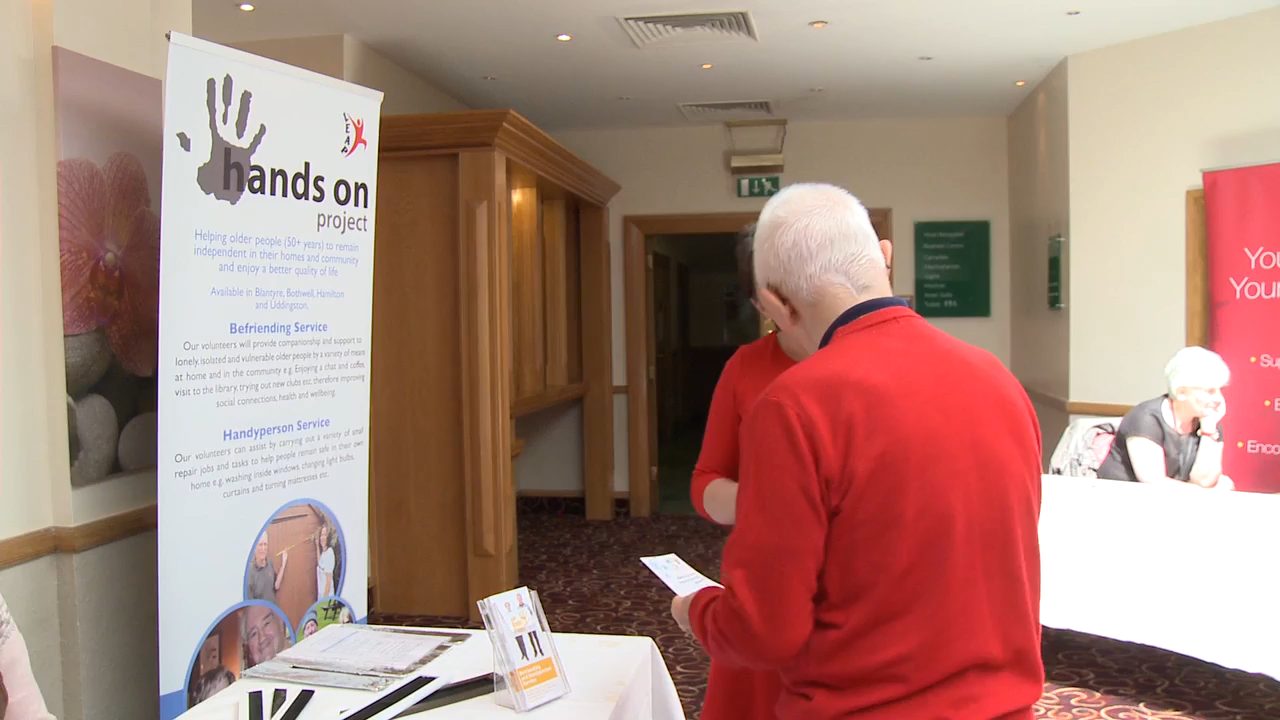 LEAP
hands on
project
Helping older people (50+ years) to remain
independent in their homes and community
and enjoy a better quality of life
Available in Blantyre, Bothwell, Hamilton
and Uddingston.
Befriending Service
Our volunteers will provide companionship and support to
lonely, isolated and vulnerable older people by a variety of means
at home and in the community e.g. Enjoying a chat and coffee,
visit to the library, trying out new clubs etc. therefore improving
social connections, health and wellbeing.
Handyperson Service
Our volunteers can assist by carrying out a variety of small
repair jobs and tasks to help people remain safe in their own
home e.g. washing inside windows, changing light bulbs,
curtains and turning mattresses etc.
You
Your
• Sup
• E
• Enco